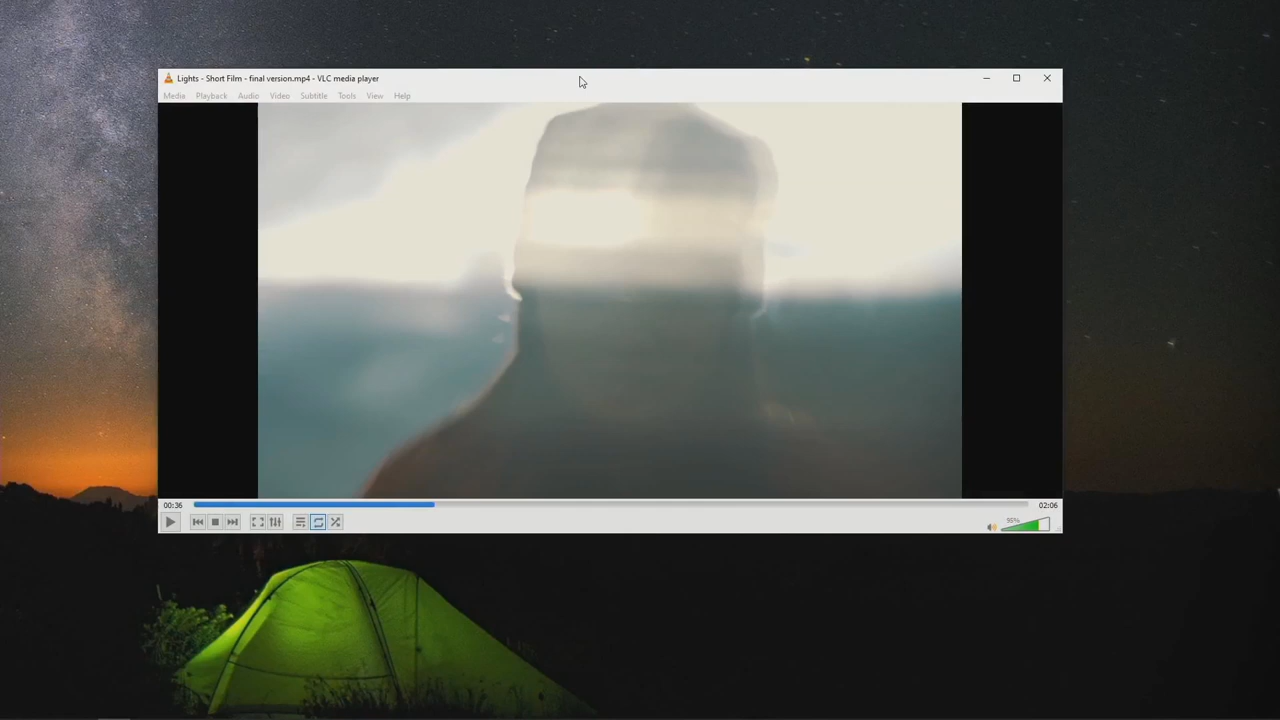 Lights - Short Film - final version.mp4 - VLC media player
Media Playback Audio Video Subtitle Tools View Help
00:36 02:06
95%